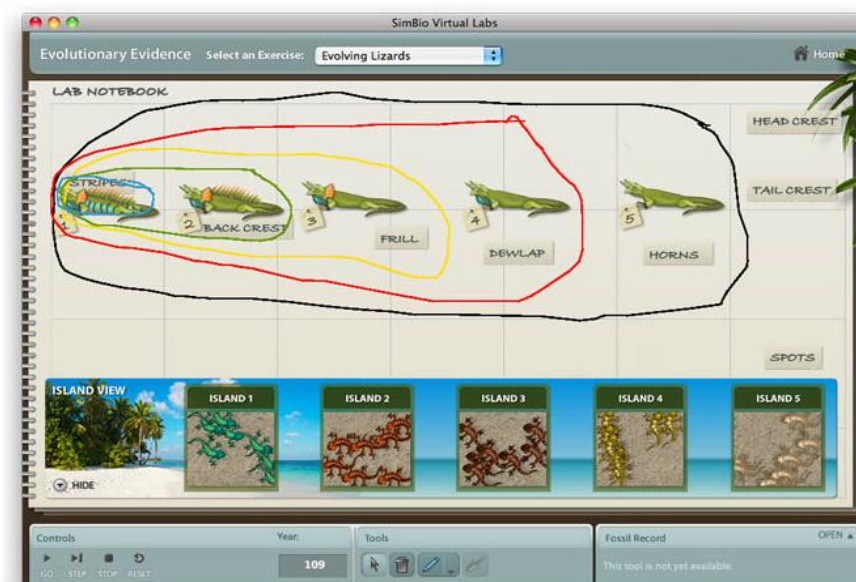 SimBio Virtual Labs
Evolutionary Evidence Select an Exercise: Evolving Lizards Home
LAB NOTEBOOK
HEAD CREST
STRIPES
TAIL CREST
1
2
3
4
5
BACK CREST
FRILL
DEWLAP
HORNS
SPOTS
ISLAND VIEW
ISLAND 1 ISLAND 2 ISLAND 3 ISLAND 4 ISLAND 5
HIDE
Controls Year: Tools Fossil Record OPEN
109
GO STEP STOP RESET
This tool is not yet available.